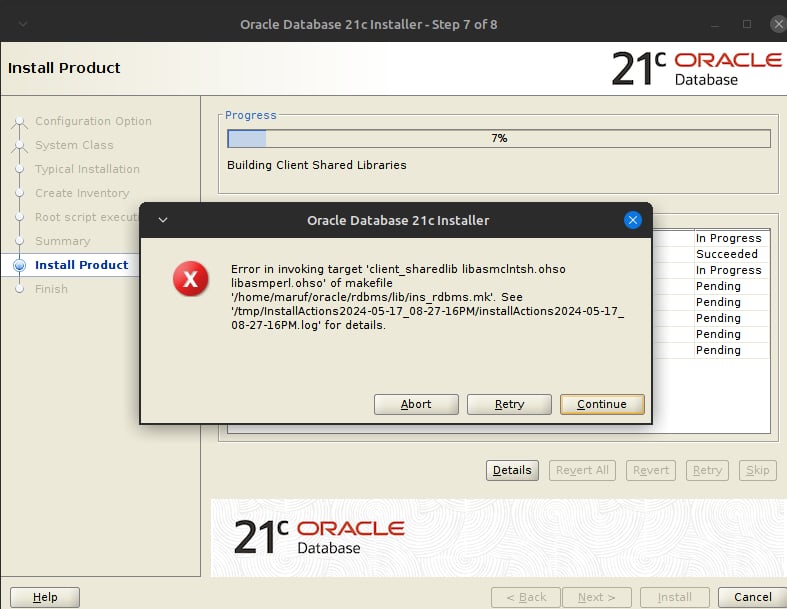 Oracle Database 21c Installer - Step 7 of 8
Install Product
21c ORACLE
Database
Configuration Option
System Class
Typical Installation
Create Inventory
Root script executi
Summary
Install Product
Finish
Progress
7%
Building Client Shared Libraries
In Progress
Succeeded
In Progress
Pending
Pending
Pending
Pending
Pending
Oracle Database 21c Installer
Error in invoking target 'client_sharedlib libasmclntsh.ohso
libasmperl.ohso' of makefile
'/home/maruf/oracle/rdbms/lib/ins_rdbms.mk'. See
'/tmp/InstallActions2024-05-17_08-27-16PM/installActions2024-05-17_
08-27-16PM.log' for details.
Abort Retry Continue
Details Revert All Revert Retry Skip
21c ORACLE
Database
Help < Back Next > Install Cancel